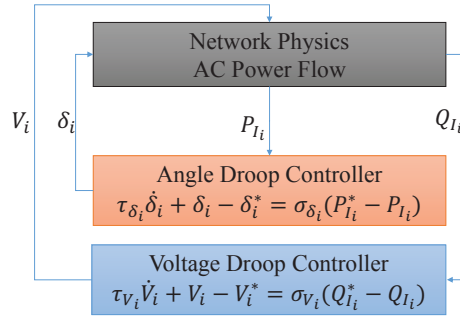 Network Physics
AC Power Flow
V_i
δ_i
P_{I_i}
Q_{I_i}
Angle Droop Controller
τ_{δ_i} δ̇_i + δ_i − δ_i^* = σ_{δ_i}(P_{I_i}^* − P_{I_i})
Voltage Droop Controller
τ_{V_i} V̇_i + V_i − V_i^* = σ_{V_i}(Q_{I_i}^* − Q_{I_i})